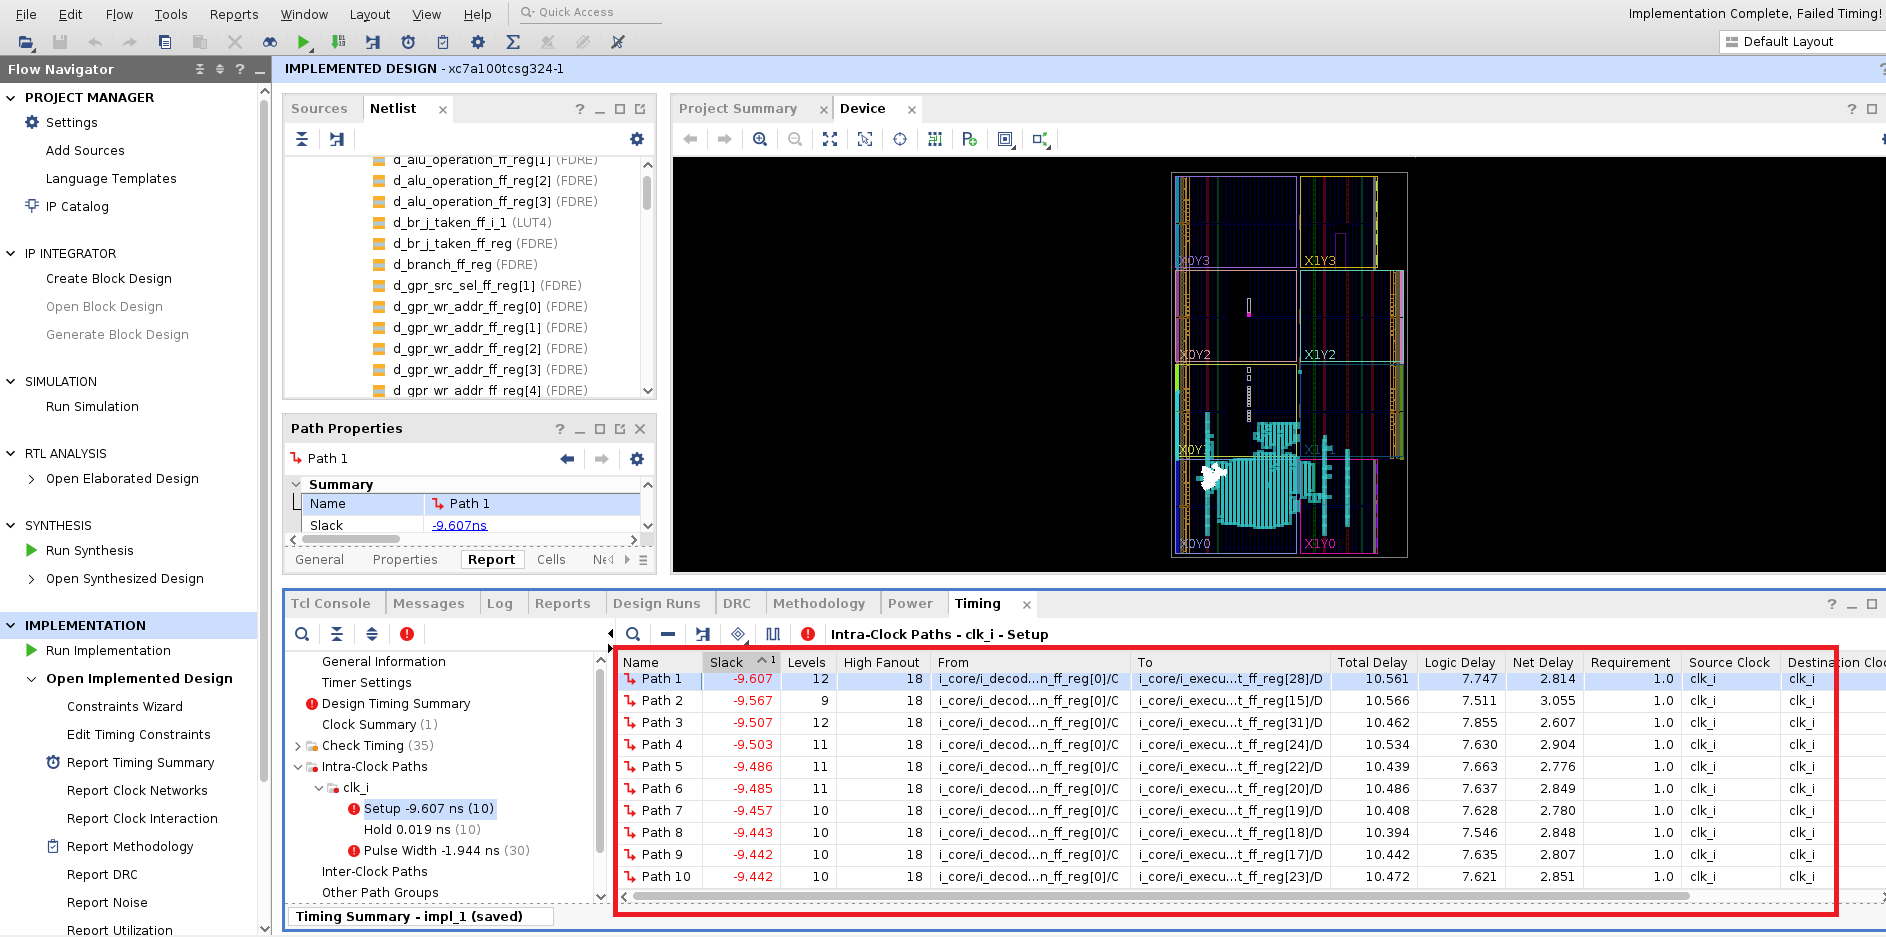 File Edit Flow Tools Reports Window Layout View Help Quick Access Implementation Complete, Failed Timing!
Default Layout
Flow Navigator
IMPLEMENTED DESIGN - xc7a100tcsg324-1
PROJECT MANAGER
Settings
Add Sources
Language Templates
IP Catalog
IP INTEGRATOR
Create Block Design
Open Block Design
Generate Block Design
SIMULATION
Run Simulation
RTL ANALYSIS
Open Elaborated Design
SYNTHESIS
Run Synthesis
Open Synthesized Design
IMPLEMENTATION
Run Implementation
Open Implemented Design
Constraints Wizard
Edit Timing Constraints
Report Timing Summary
Report Clock Networks
Report Clock Interaction
Report Methodology
Report DRC
Report Noise
Report Utilization
Sources Netlist
d_alu_operation_ff_reg[1] (FDRE)
d_alu_operation_ff_reg[2] (FDRE)
d_alu_operation_ff_reg[3] (FDRE)
d_br_j_taken_ff_i_1 (LUT4)
d_br_j_taken_ff_reg (FDRE)
d_branch_ff_reg (FDRE)
d_gpr_src_sel_ff_reg[1] (FDRE)
d_gpr_wr_addr_ff_reg[0] (FDRE)
d_gpr_wr_addr_ff_reg[1] (FDRE)
d_gpr_wr_addr_ff_reg[2] (FDRE)
d_gpr_wr_addr_ff_reg[3] (FDRE)
d_gpr_wr_addr_ff_reg[4] (FDRE)
Path Properties
Path 1
Summary
Name Path 1
Slack -9.607ns
General Properties Report Cells
Project Summary Device
X0Y3 X1Y3
X0Y2 X1Y2
X0Y0 X1Y0
Tcl Console Messages Log Reports Design Runs DRC Methodology Power Timing
Intra-Clock Paths - clk_i - Setup
General Information
Timer Settings
Design Timing Summary
Clock Summary (1)
Check Timing (35)
Intra-Clock Paths
clk_i
Setup -9.607 ns (10)
Hold 0.019 ns (10)
Pulse Width -1.944 ns (30)
Inter-Clock Paths
Other Path Groups
Timing Summary - impl_1 (saved)
Name Slack 1 Levels High Fanout From To Total Delay Logic Delay Net Delay Requirement Source Clock Destination Cloc
Path 1 -9.607 12 18 i_core/i_decod...n_ff_reg[0]/C i_core/i_execu...t_ff_reg[28]/D 10.561 7.747 2.814 1.0 clk_i clk_i
Path 2 -9.567 9 18 i_core/i_decod...n_ff_reg[0]/C i_core/i_execu...t_ff_reg[15]/D 10.566 7.511 3.055 1.0 clk_i clk_i
Path 3 -9.507 12 18 i_core/i_decod...n_ff_reg[0]/C i_core/i_execu...t_ff_reg[31]/D 10.462 7.855 2.607 1.0 clk_i clk_i
Path 4 -9.503 11 18 i_core/i_decod...n_ff_reg[0]/C i_core/i_execu...t_ff_reg[24]/D 10.534 7.630 2.904 1.0 clk_i clk_i
Path 5 -9.486 11 18 i_core/i_decod...n_ff_reg[0]/C i_core/i_execu...t_ff_reg[22]/D 10.439 7.663 2.776 1.0 clk_i clk_i
Path 6 -9.485 11 18 i_core/i_decod...n_ff_reg[0]/C i_core/i_execu...t_ff_reg[20]/D 10.486 7.637 2.849 1.0 clk_i clk_i
Path 7 -9.457 10 18 i_core/i_decod...n_ff_reg[0]/C i_core/i_execu...t_ff_reg[19]/D 10.408 7.628 2.780 1.0 clk_i clk_i
Path 8 -9.443 10 18 i_core/i_decod...n_ff_reg[0]/C i_core/i_execu...t_ff_reg[18]/D 10.394 7.546 2.848 1.0 clk_i clk_i
Path 9 -9.442 10 18 i_core/i_decod...n_ff_reg[0]/C i_core/i_execu...t_ff_reg[17]/D 10.442 7.635 2.807 1.0 clk_i clk_i
Path 10 -9.442 10 18 i_core/i_decod...n_ff_reg[0]/C i_core/i_execu...t_ff_reg[23]/D 10.472 7.621 2.851 1.0 clk_i clk_i